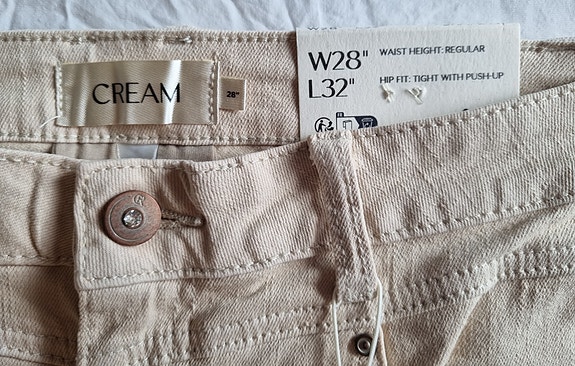 CREAM
28"
W28"
L32"
WAIST HEIGHT: REGULAR
HIP FIT: TIGHT WITH PUSH-UP